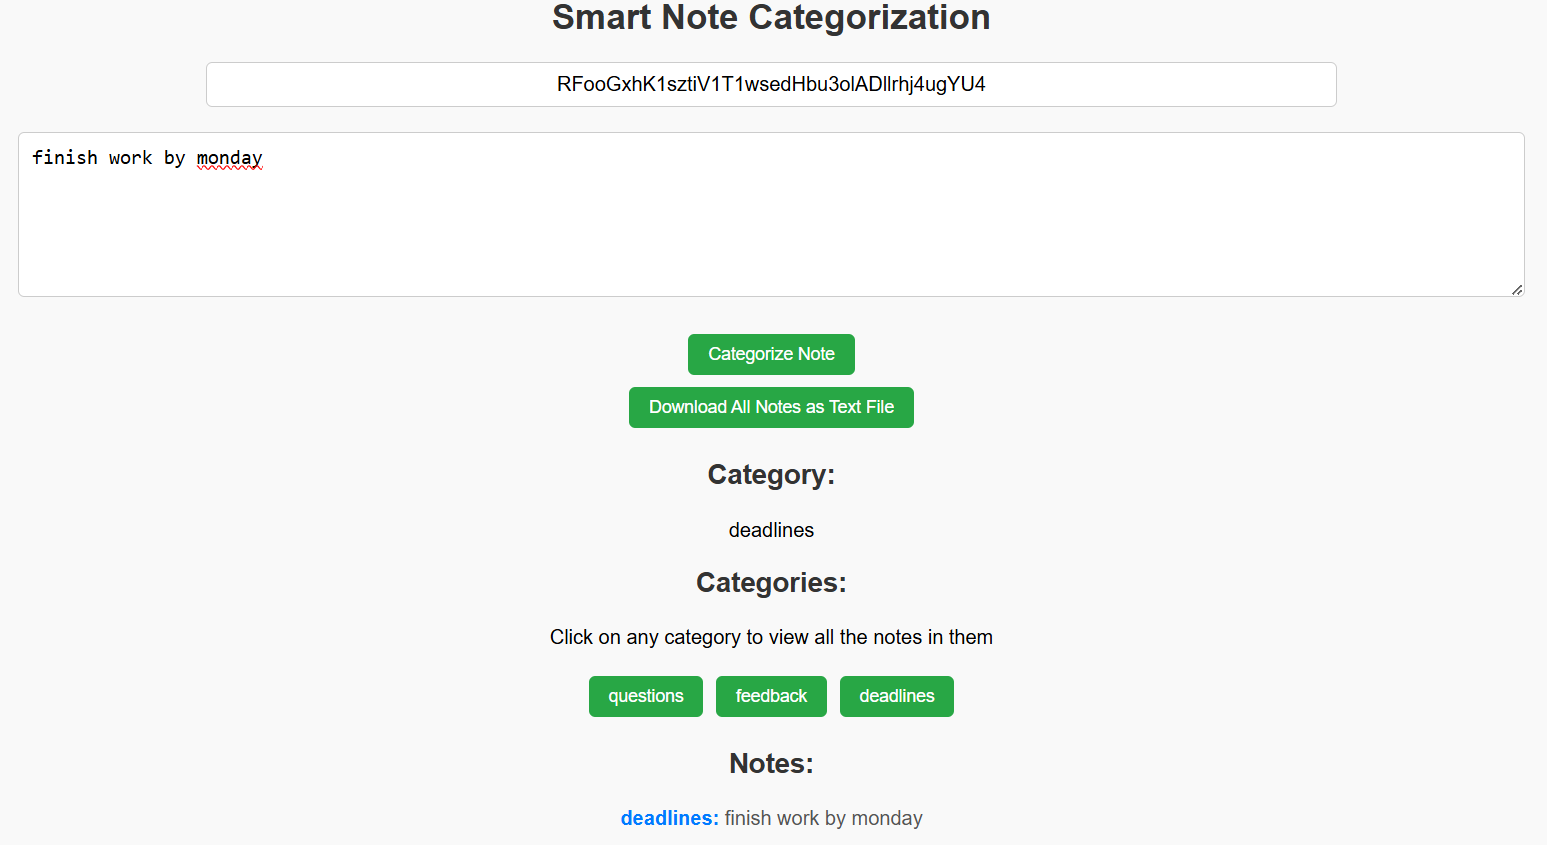 Smart Note Categorization
RFooGxhK1sztiV1T1wsedHbu3olADllrhj4ugYU4
finish work by monday
Categorize Note
Download All Notes as Text File
Category:
deadlines
Categories:
Click on any category to view all the notes in them
questions feedback deadlines
Notes:
deadlines: finish work by monday